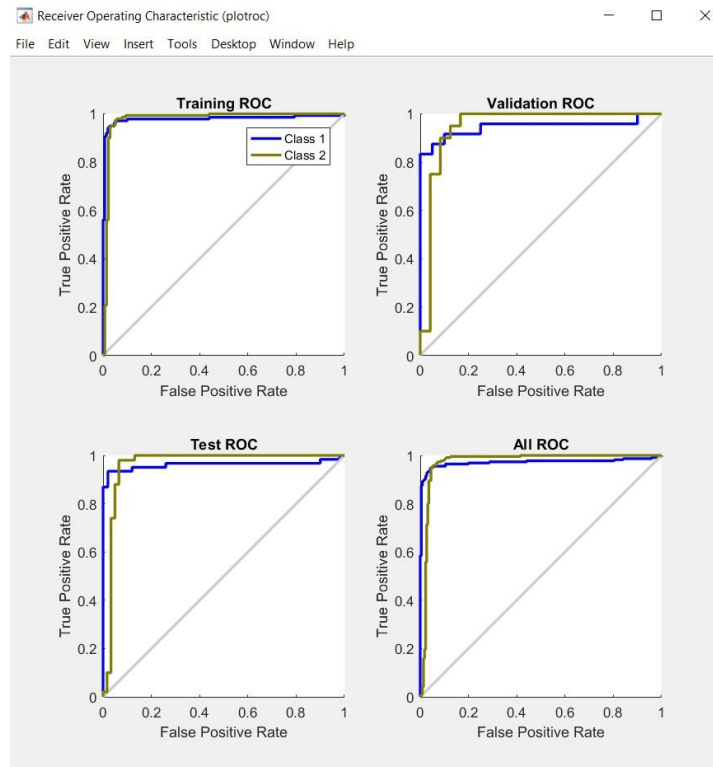 Receiver Operating Characteristic (plotroc)
File Edit View Insert Tools Desktop Window Help
Training ROC
Class 1
Class 2
True Positive Rate
1
0.8
0.6
0.4
0.2
0
0 0.2 0.4 0.6 0.8 1
False Positive Rate
Validation ROC
True Positive Rate
1
0.8
0.6
0.4
0.2
0
0 0.2 0.4 0.6 0.8 1
False Positive Rate
Test ROC
True Positive Rate
1
0.8
0.6
0.4
0.2
0
0 0.2 0.4 0.6 0.8 1
False Positive Rate
All ROC
True Positive Rate
1
0.8
0.6
0.4
0.2
0
0 0.2 0.4 0.6 0.8 1
False Positive Rate